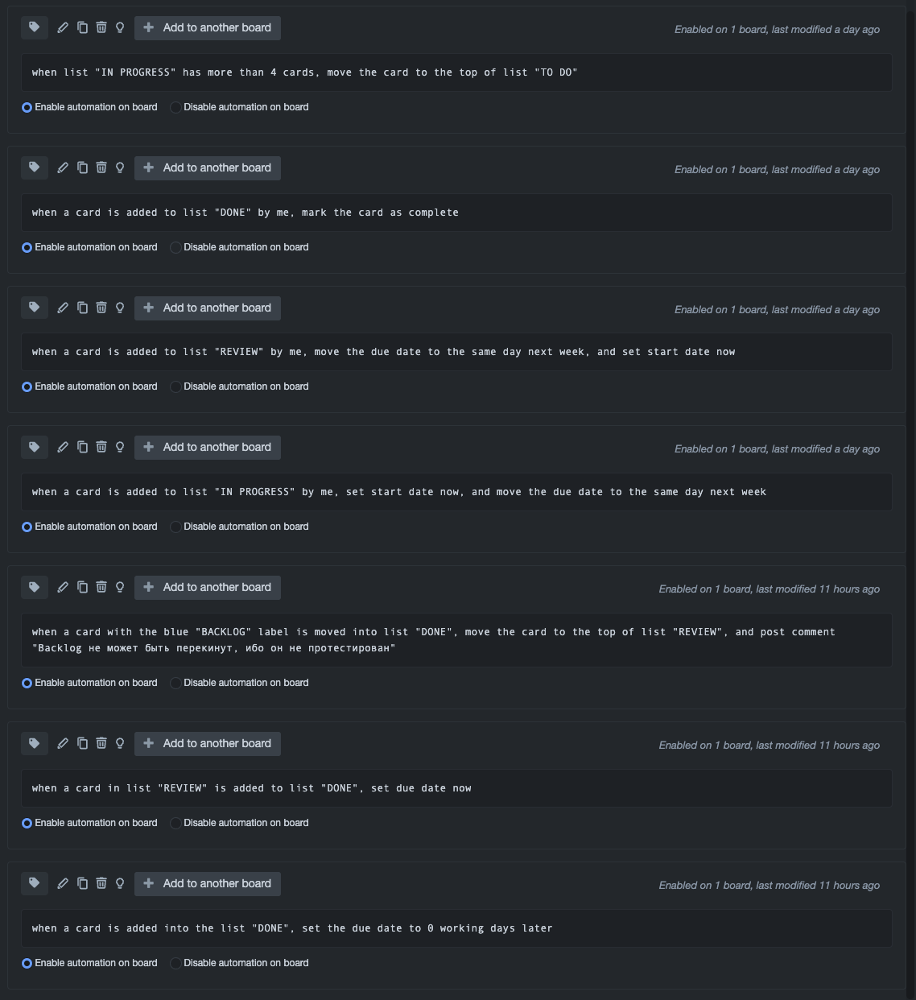 Add to another board
Enabled on 1 board, last modified a day ago
when list "IN PROGRESS" has more than 4 cards, move the card to the top of list "TO DO"
Enable automation on board Disable automation on board
Add to another board
Enabled on 1 board, last modified a day ago
when a card is added to list "DONE" by me, mark the card as complete
Enable automation on board Disable automation on board
Add to another board
Enabled on 1 board, last modified a day ago
when a card is added to list "REVIEW" by me, move the due date to the same day next week, and set start date now
Enable automation on board Disable automation on board
Add to another board
Enabled on 1 board, last modified a day ago
when a card is added to list "IN PROGRESS" by me, set start date now, and move the due date to the same day next week
Enable automation on board Disable automation on board
Add to another board
Enabled on 1 board, last modified 11 hours ago
when a card with the blue "BACKLOG" label is moved into list "DONE", move the card to the top of list "REVIEW", and post comment
"Backlog не может быть перекинут, ибо он не протестирован"
Enable automation on board Disable automation on board
Add to another board
Enabled on 1 board, last modified 11 hours ago
when a card in list "REVIEW" is added to list "DONE", set due date now
Enable automation on board Disable automation on board
Add to another board
Enabled on 1 board, last modified 11 hours ago
when a card is added into the list "DONE", set the due date to 0 working days later
Enable automation on board Disable automation on board